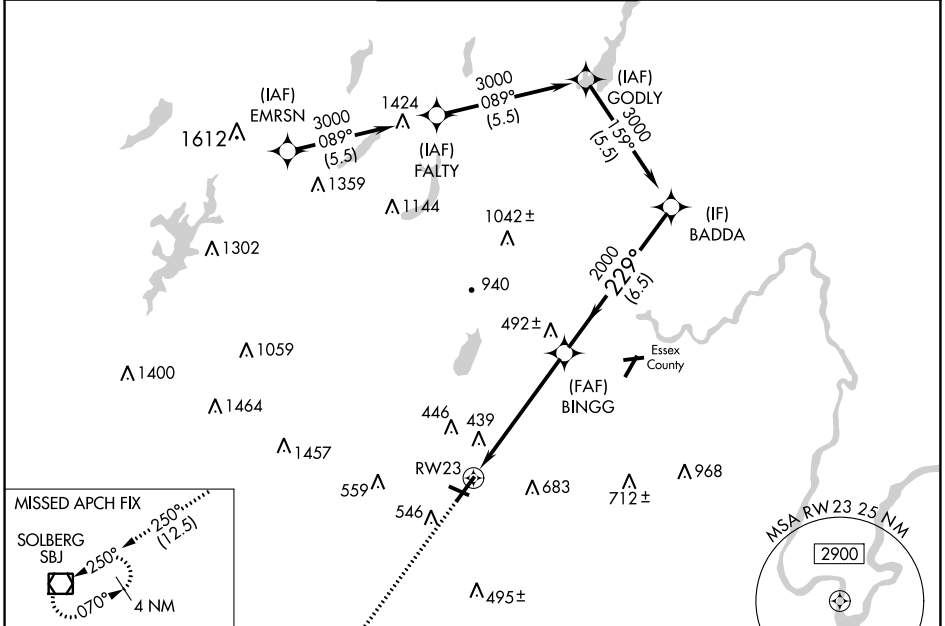 (IAF)
EMRSN
3000
089°
(5.5)
1424
(IAF)
FALTY
3000
089°
(5.5)
(IAF)
GODLY
3000
159°
(5.5)
(IF)
BADDA
1612
1359
1144
1042±
1302
940
2000
229°
(6.5)
492±
Essex
County
(FAF)
BINGG
1059
1400
1464
1457
446
439
RW23
559
546
683
712±
968
495±
MISSED APCH FIX
SOLBERG
SBJ
250°
(12.5)
250°
070°
4 NM
MSA RW23 25 NM
2900